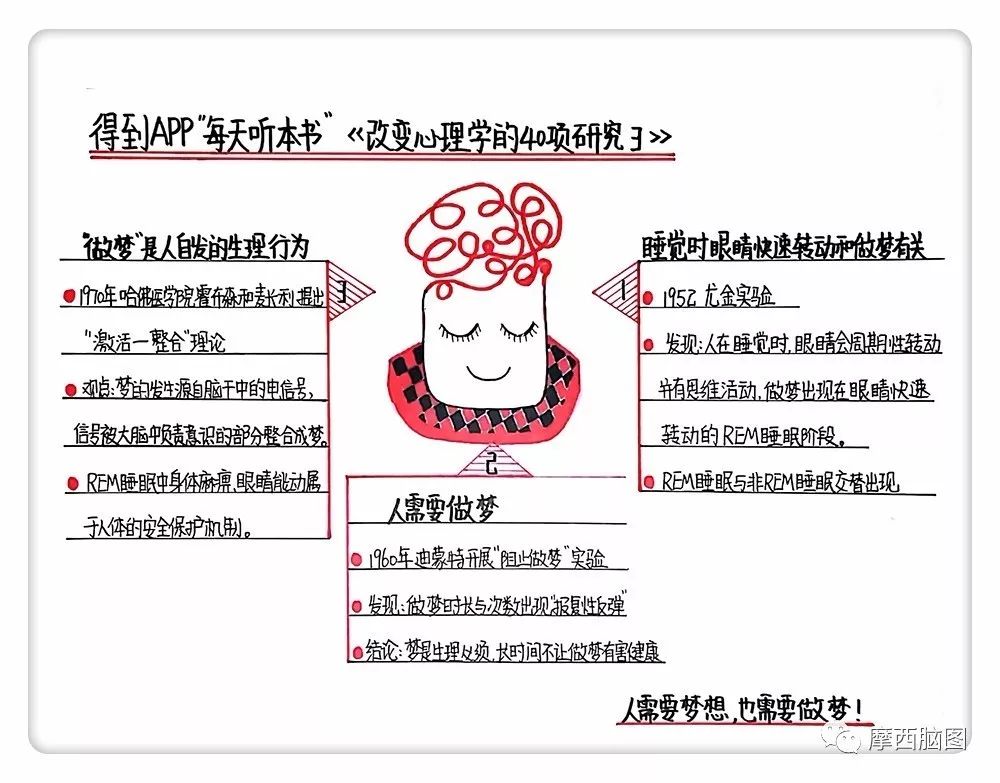 得到APP“每天听本书”《改变心理学的40项研究3》
睡觉时眼睛快速转动和做梦有关
1
1952 尤金实验
发现:人在睡觉时,眼睛会周期性转动
并有思维活动,做梦出现在眼睛快速
转动的REM睡眠阶段。
REM睡眠与非REM睡眠交替出现
2
人需要做梦
1960年迪蒙特开展“阻止做梦”实验
发现:做梦时长与次数出现“报复性反弹”
结论:梦是生理必须,长时间不让做梦有害健康
“做梦”是人自发的生理行为
3
1970年哈佛医学院霍布森和麦长利提出
“激活—整合”理论
观点:梦的发生源自脑干中的电信号,
信号被大脑中负责意识的部分整合成梦。
REM睡眠中身体麻痹,眼睛能动属
于人体的安全保护机制。
人需要梦想,也需要做梦!
摩西脑图